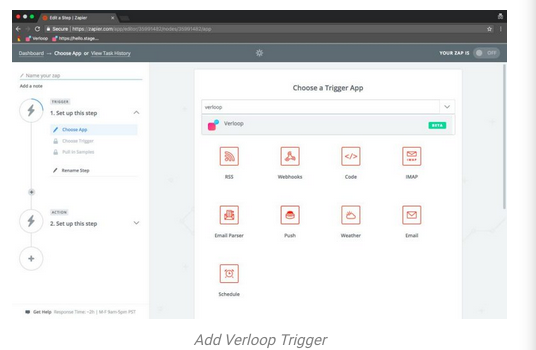 Edit a Step | Zapier
Secure https://zapier.com/app/editor/30891482/nodes/30891482/app
Verloop https://hello.stage....
Dashboard → Choose App or View Task History
YOUR ZAP IS OFF
Name your zap
Add a note
TRIGGER
1. Set up this step
Choose App
Choose Trigger
Pull in Samples
Rename Step
ACTION
2. Set up this step
Get Help Response Time: ~2h | M-F 9am-5pm PST
Choose a Trigger App
verloop
Verloop BETA
RSS Webhooks Code IMAP
Email Parser Push Weather Email
Schedule
Add Verloop Trigger